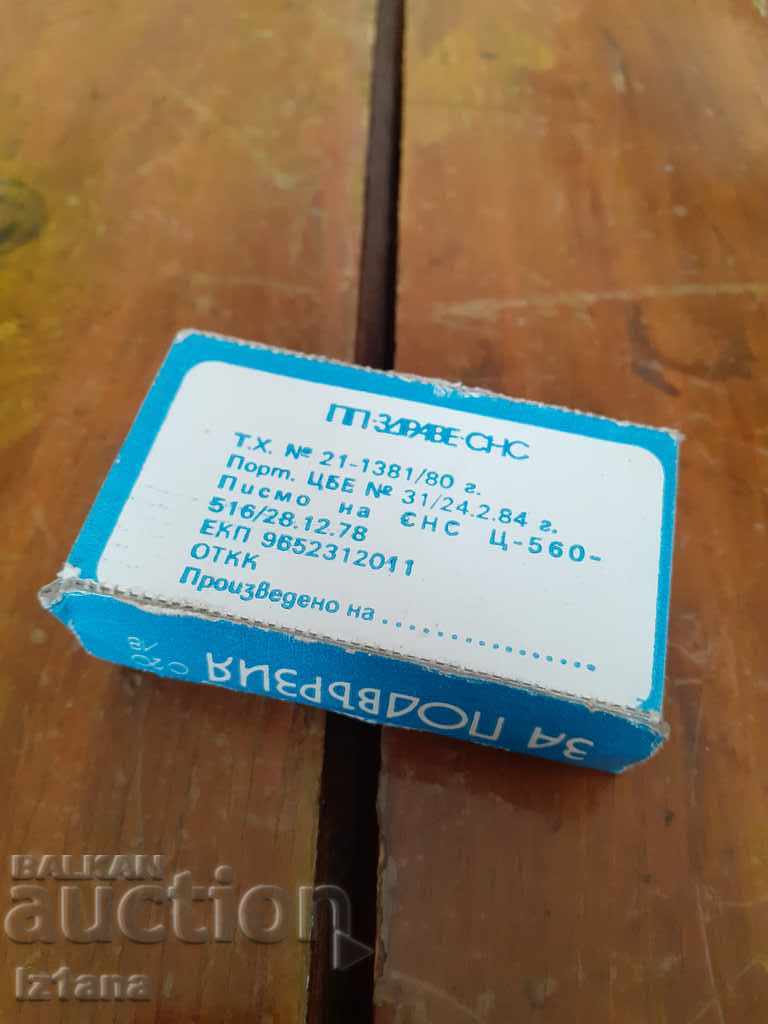 ПП·ЗДРАВЕ·СНС
Т.Х. № 21-1381/80 г.
Порт. ЦБЕ № 31/24.2.84 г.
Писмо на СНС Ц-560-
516/28.12.78
ЕКП 9652312011
ОТКК
Произведено на ................
ЗА ПОДВЪРЗИЯ
BALKAN
auction
Iz1ana